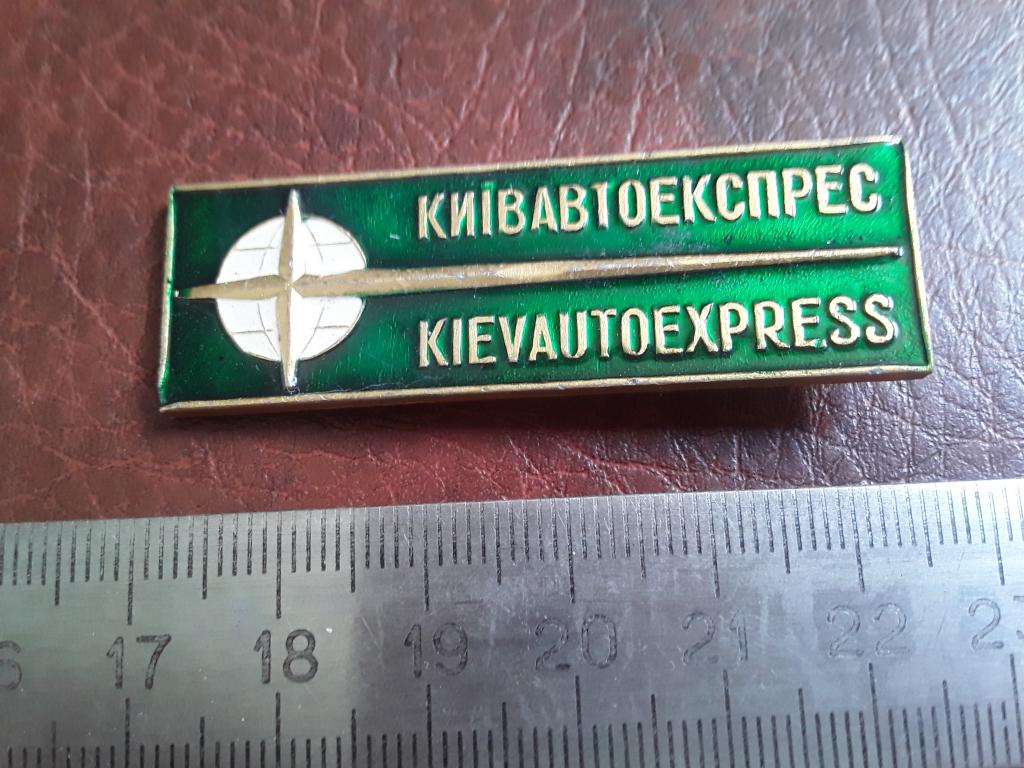 КИЇВАВТОЕКСПРЕС
KIEVAUTOEXPRESS
17 18 19 20 21 22